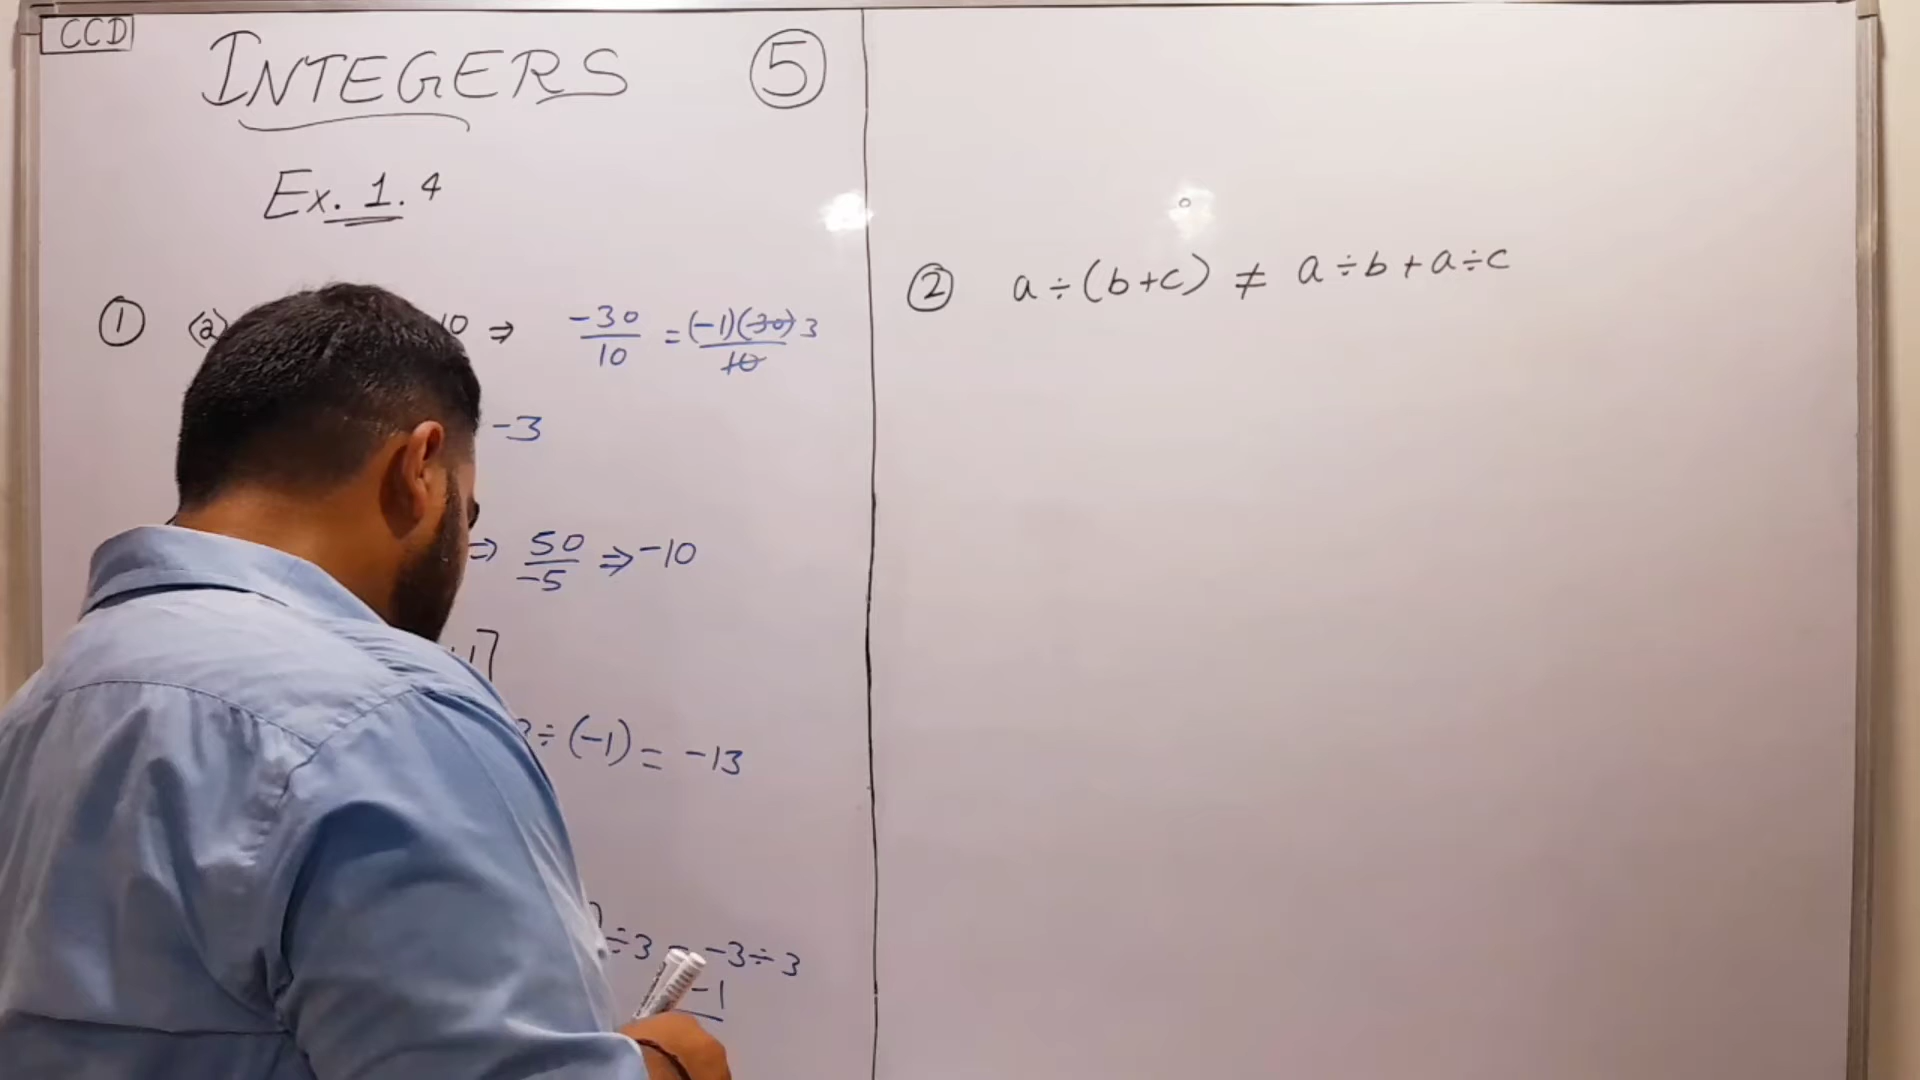 CCD
INTEGERS ⑤
Ex. 1.4
① (a) 10 ⇒ -30/10 = (-1)(30) 3/10
-3
⇒ 50/-5 ⇒ -10
÷ (-1) = -13
÷3 = -3÷3
-1
② a÷(b+c) ≠ a÷b+a÷c